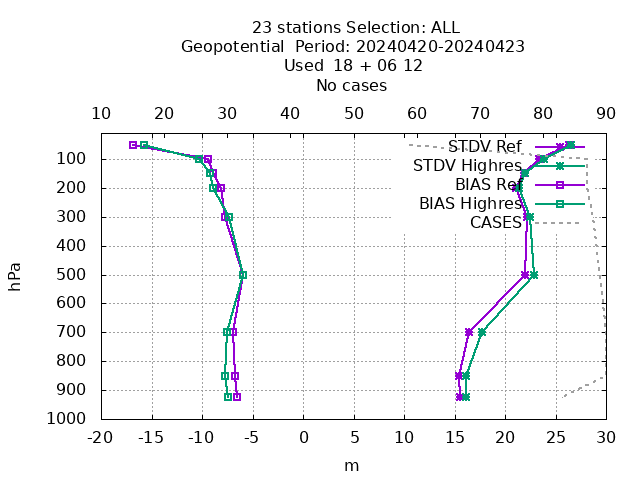 23 stations Selection: ALL
Geopotential  Period: 20240420-20240423
Used  18 + 06 12
No cases
10 20 30 40 50 60 70 80 90
STDV Ref
STDV Highres
BIAS Ref
BIAS Highres
CASES
100
200
300
400
500
600
700
800
900
1000
hPa
-20 -15 -10 -5 0 5 10 15 20 25 30
m